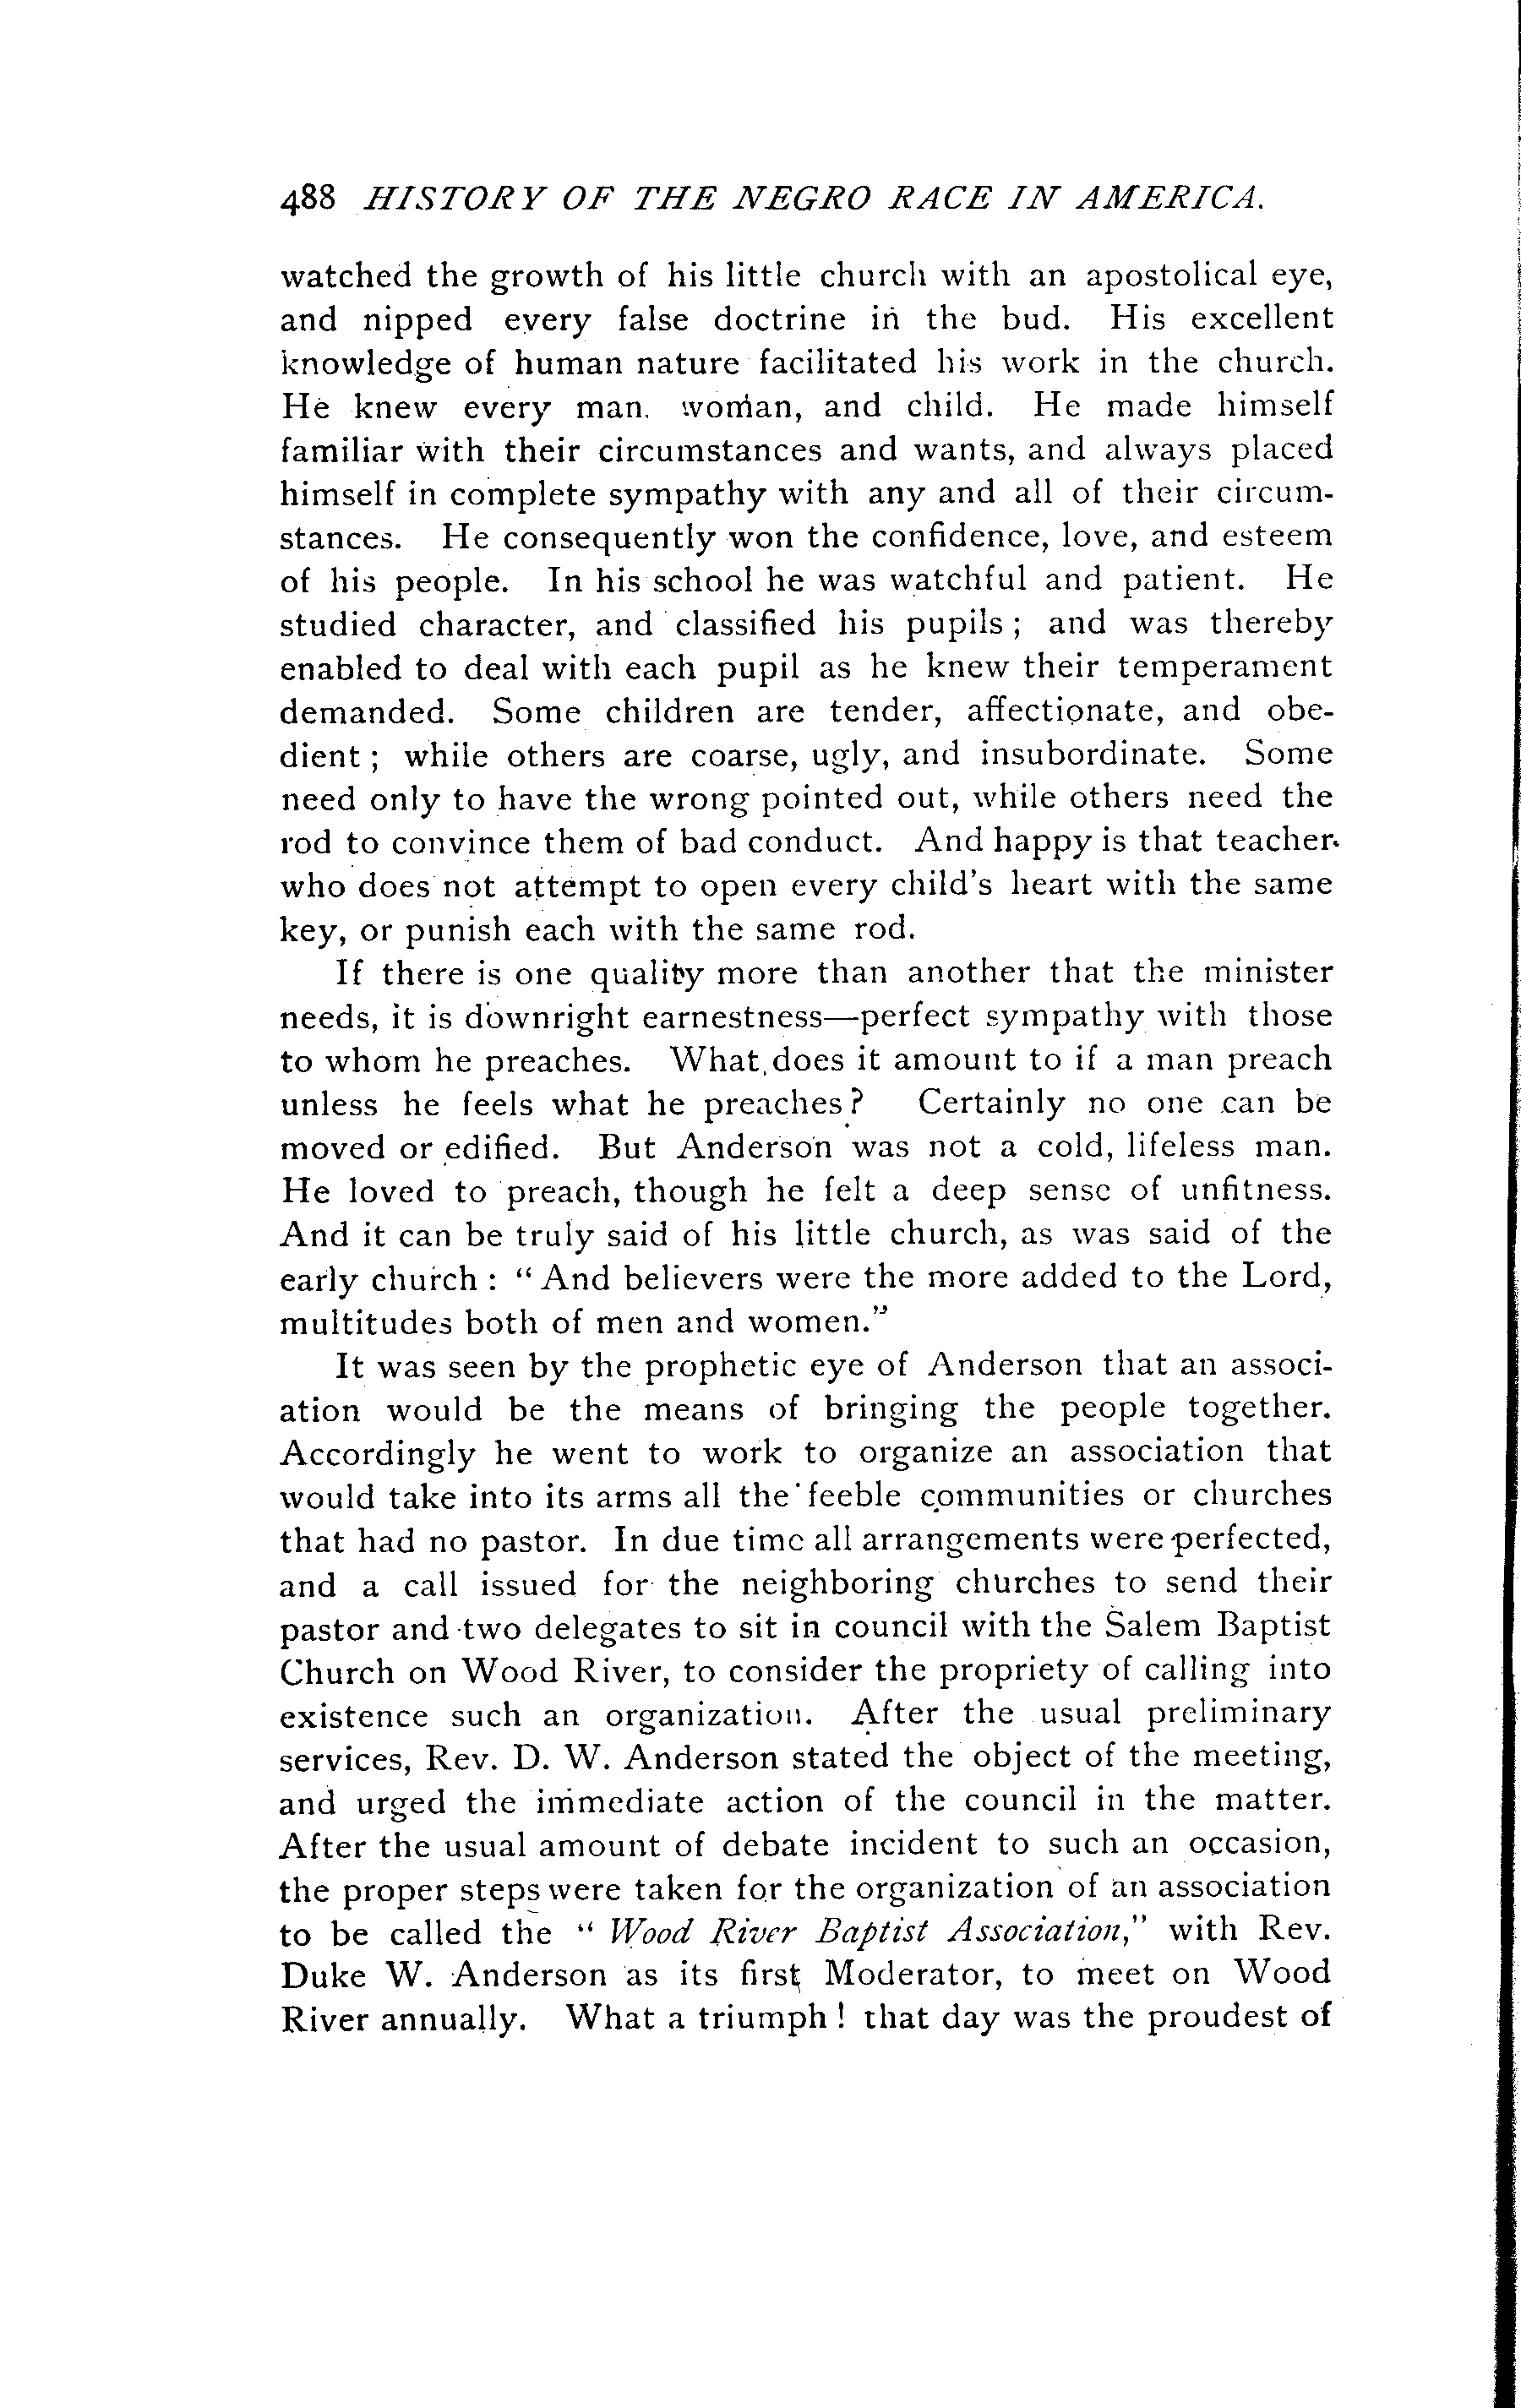 488 HISTORY OF THE NEGRO RACE IN AMERICA.
watched the growth of his little church with an apostolical eye,
and nipped every false doctrine in the bud. His excellent
knowledge of human nature facilitated his work in the church.
He knew every man, woman, and child. He made himself
familiar with their circumstances and wants, and always placed
himself in complete sympathy with any and all of their circum-
stances. He consequently won the confidence, love, and esteem
of his people. In his school he was watchful and patient. He
studied character, and classified his pupils; and was thereby
enabled to deal with each pupil as he knew their temperament
demanded. Some children are tender, affectionate, and obe-
dient; while others are coarse, ugly, and insubordinate. Some
need only to have the wrong pointed out, while others need the
rod to convince them of bad conduct. And happy is that teacher
who does not attempt to open every child's heart with the same
key, or punish each with the same rod.
If there is one quality more than another that the minister
needs, it is downright earnestness—perfect sympathy with those
to whom he preaches. What does it amount to if a man preach
unless he feels what he preaches? Certainly no one can be
moved or edified. But Anderson was not a cold, lifeless man.
He loved to preach, though he felt a deep sense of unfitness.
And it can be truly said of his little church, as was said of the
early church: "And believers were the more added to the Lord,
multitudes both of men and women."
It was seen by the prophetic eye of Anderson that an associ-
ation would be the means of bringing the people together.
Accordingly he went to work to organize an association that
would take into its arms all the feeble communities or churches
that had no pastor. In due time all arrangements were perfected,
and a call issued for the neighboring churches to send their
pastor and two delegates to sit in council with the Salem Baptist
Church on Wood River, to consider the propriety of calling into
existence such an organization. After the usual preliminary
services, Rev. D. W. Anderson stated the object of the meeting,
and urged the immediate action of the council in the matter.
After the usual amount of debate incident to such an occasion,
the proper steps were taken for the organization of an association
to be called the "Wood River Baptist Association," with Rev.
Duke W. Anderson as its first Moderator, to meet on Wood
River annually. What a triumph! that day was the proudest of